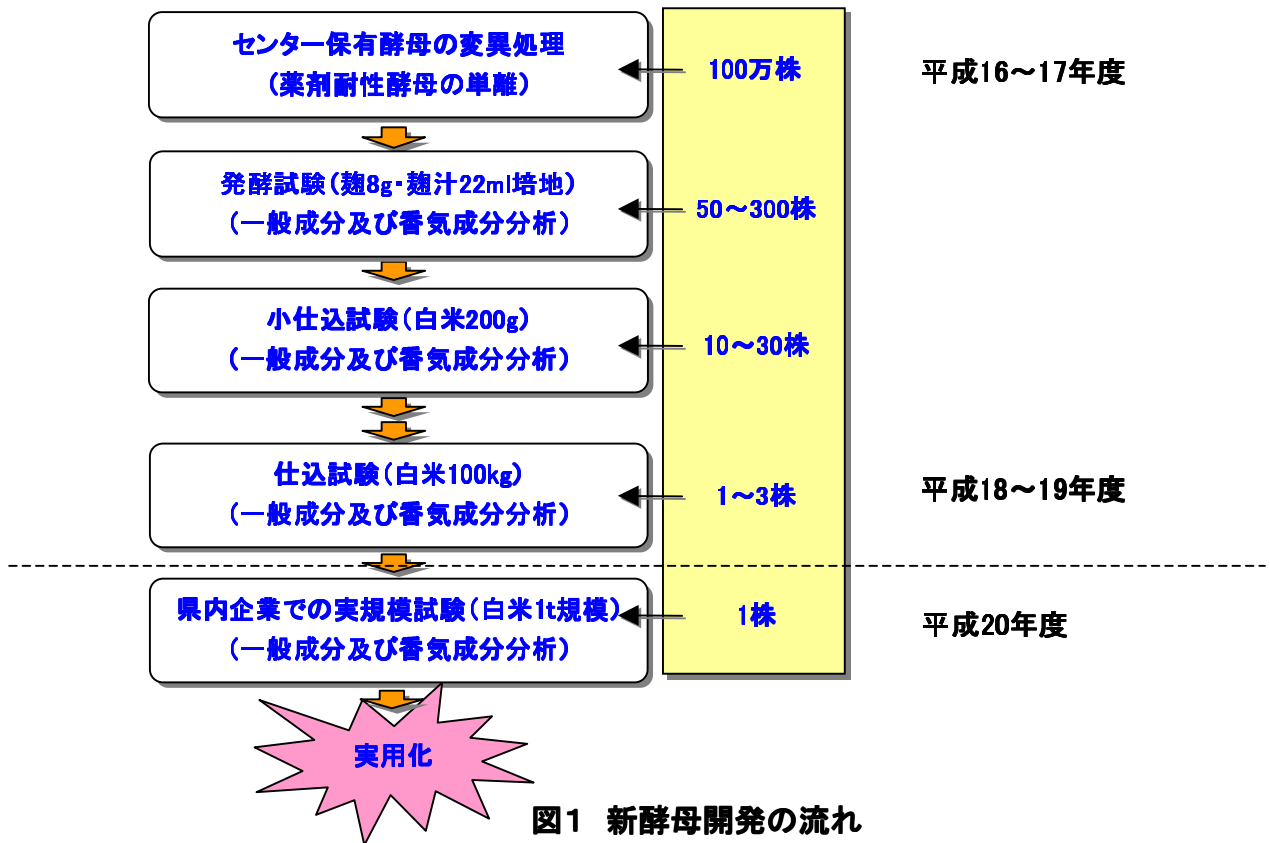 センター保有酵母の変異処理
(薬剤耐性酵母の単離)
100万株
平成16～17年度
発酵試験(麹8g・麹汁22ml培地)
(一般成分及び香気成分分析)
50～300株
小仕込試験(白米200g)
(一般成分及び香気成分分析)
10～30株
仕込試験(白米100kg)
(一般成分及び香気成分分析)
1～3株
平成18～19年度
県内企業での実規模試験(白米1t規模)
(一般成分及び香気成分分析)
1株
平成20年度
実用化
図1 新酵母開発の流れ